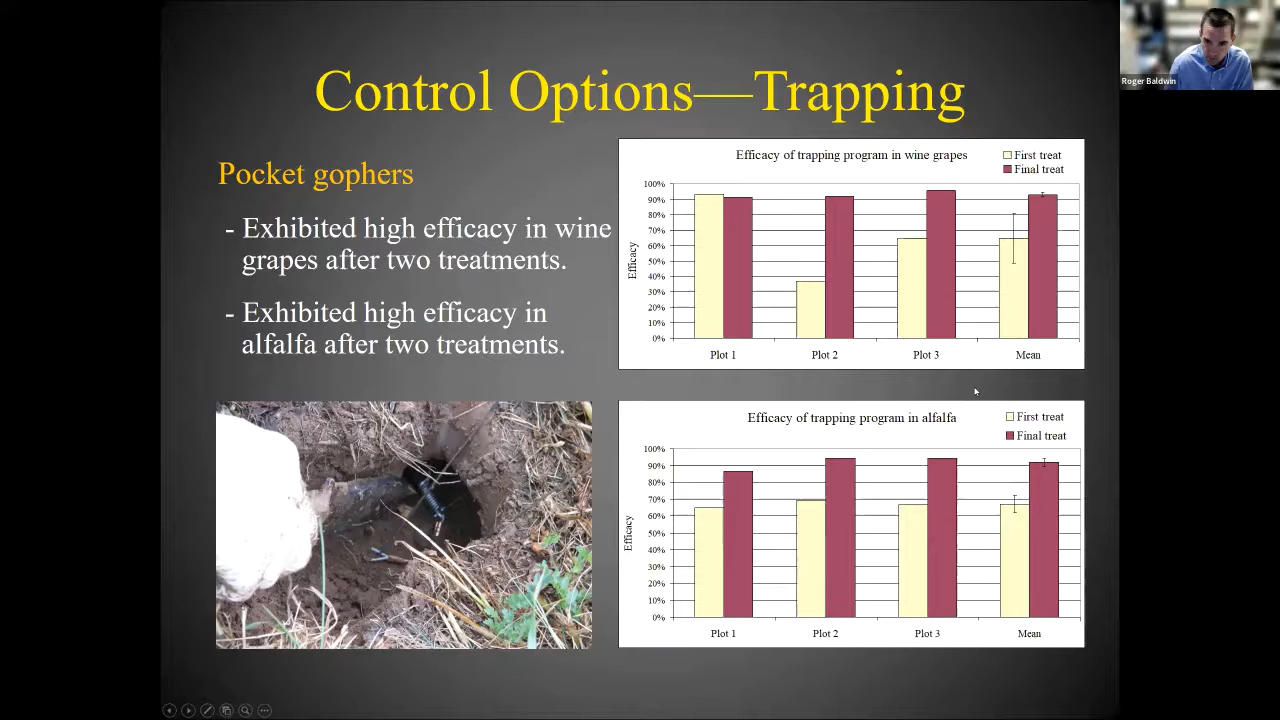 Control Options—Trapping
Roger Baldwin
Pocket gophers
- Exhibited high efficacy in wine
grapes after two treatments.
- Exhibited high efficacy in
alfalfa after two treatments.
Efficacy of trapping program in wine grapes
First treat
Final treat
100%
90%
80%
70%
60%
50%
40%
30%
20%
10%
0%
Efficacy
Plot 1
Plot 2
Plot 3
Mean
Efficacy of trapping program in alfalfa
First treat
Final treat
100%
90%
80%
70%
60%
50%
40%
30%
20%
10%
0%
Efficacy
Plot 1
Plot 2
Plot 3
Mean